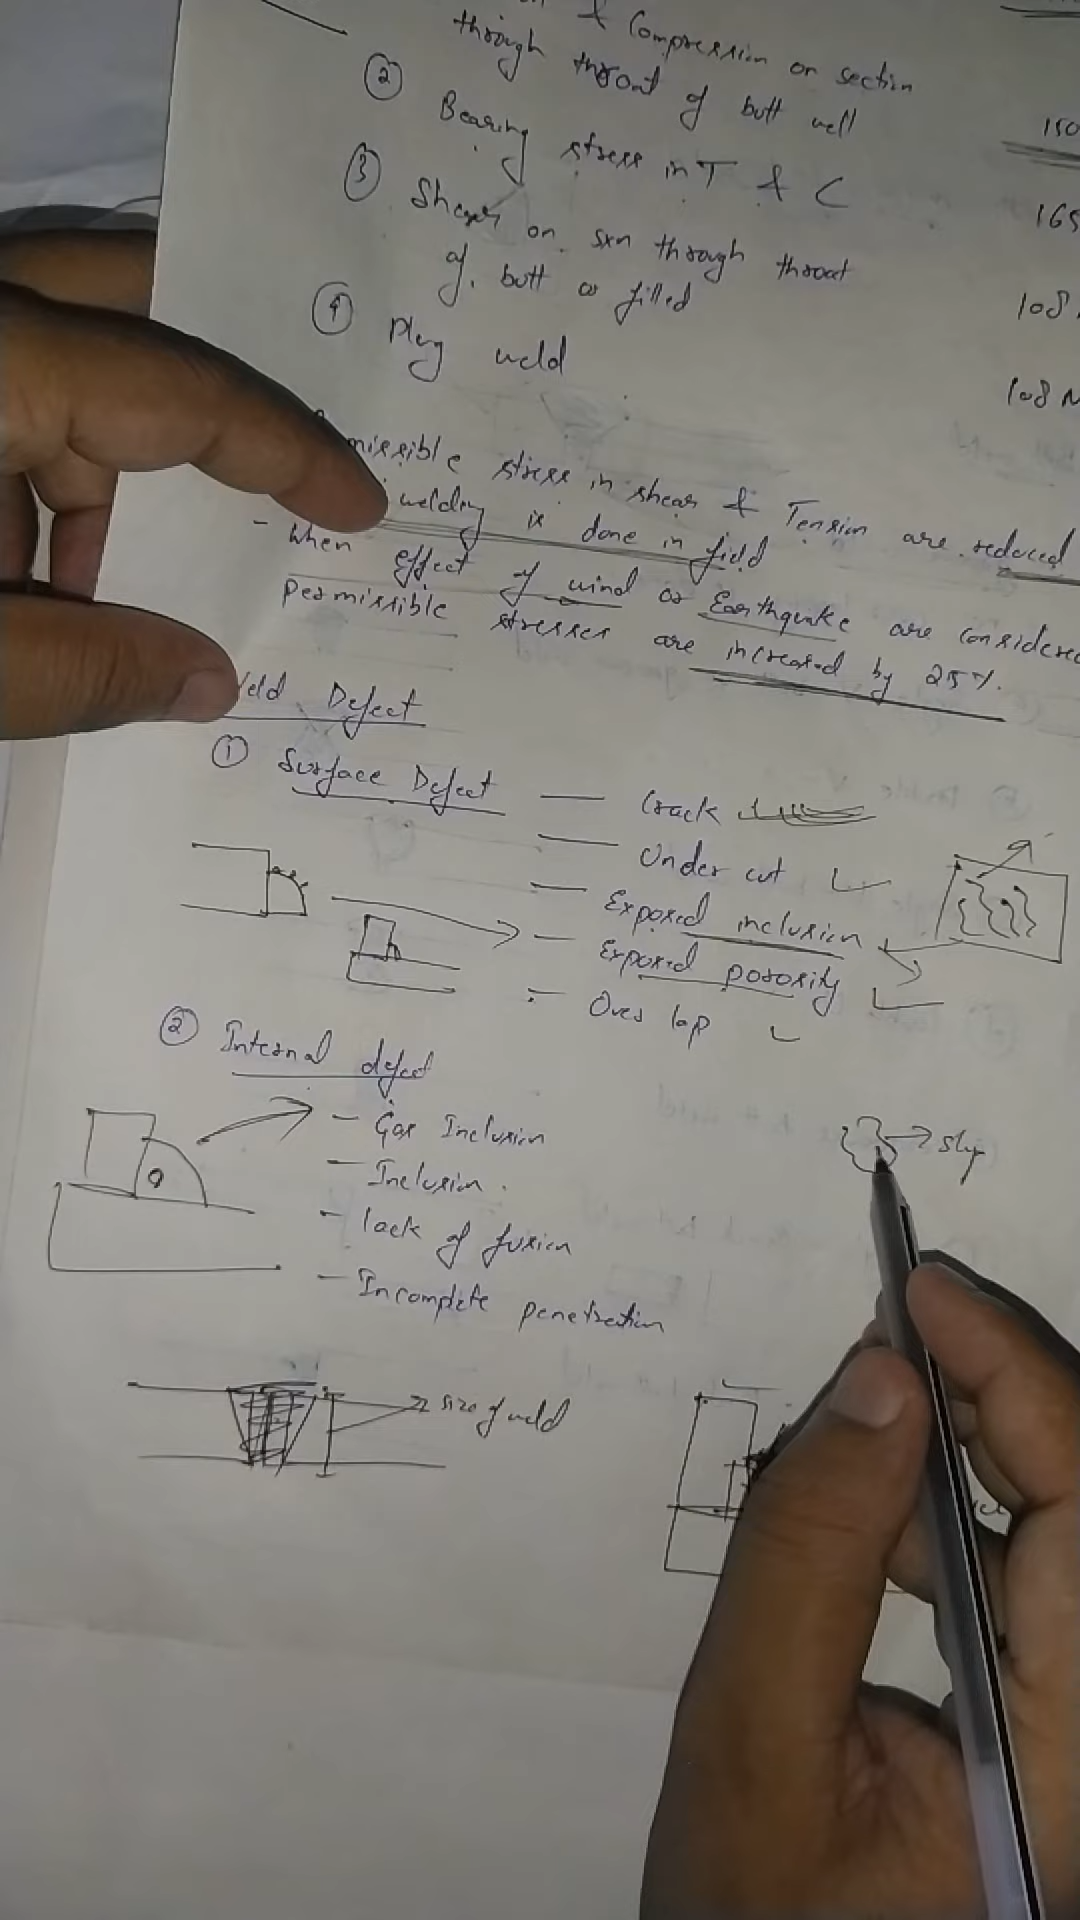 & Compression on section
through throat of butt well
150
② Bearing stress in T & C
165
③ Shear on sxn through throat
of butt or filled
108
④ Plug weld
108 N
missible stress in shear & Tension are reduced
welding is done in field
- When effect of wind or Earthquake are considered
permissible stresses are increased by 25%.
Weld Defect
① Surface Defect — Crack
— Under cut
— Exposed inclusion
— Exposed porosity
— Over lap
② Internal defect
— Gas Inclusion
— Inclusion.
— lack of fusion
— Incomplete penetration
size of weld